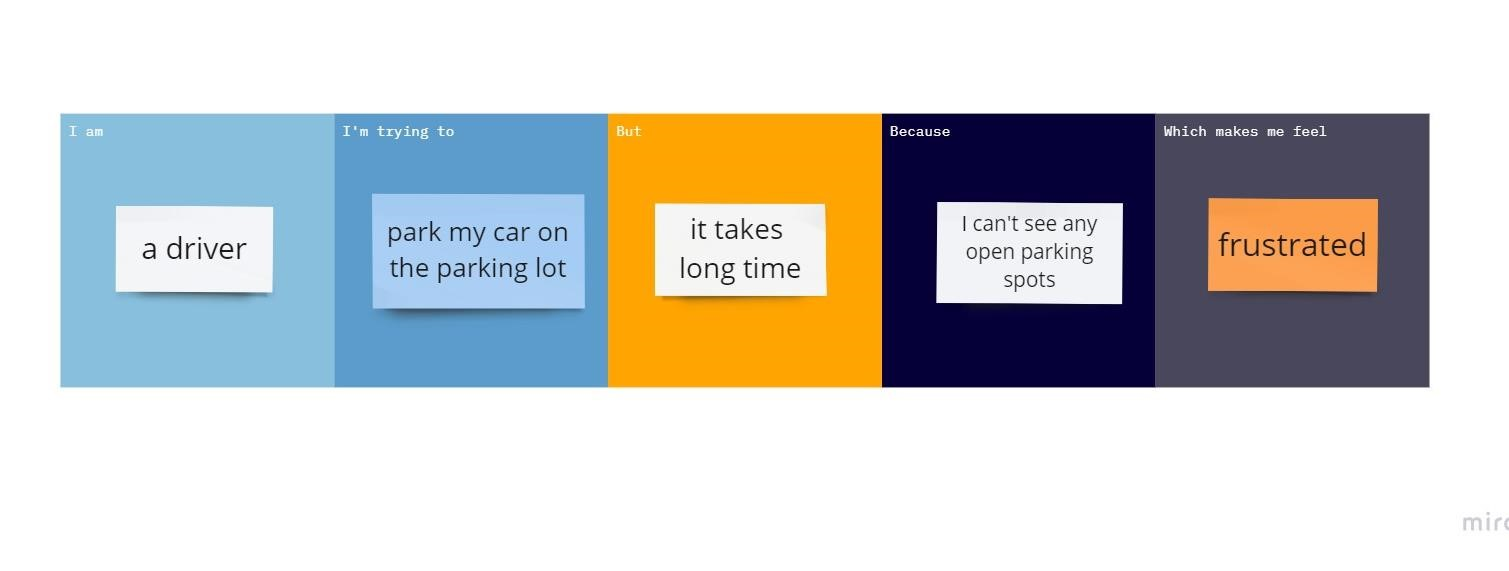 I am
a driver
I'm trying to
park my car on
the parking lot
But
it takes
long time
Because
I can't see any
open parking
spots
Which makes me feel
frustrated